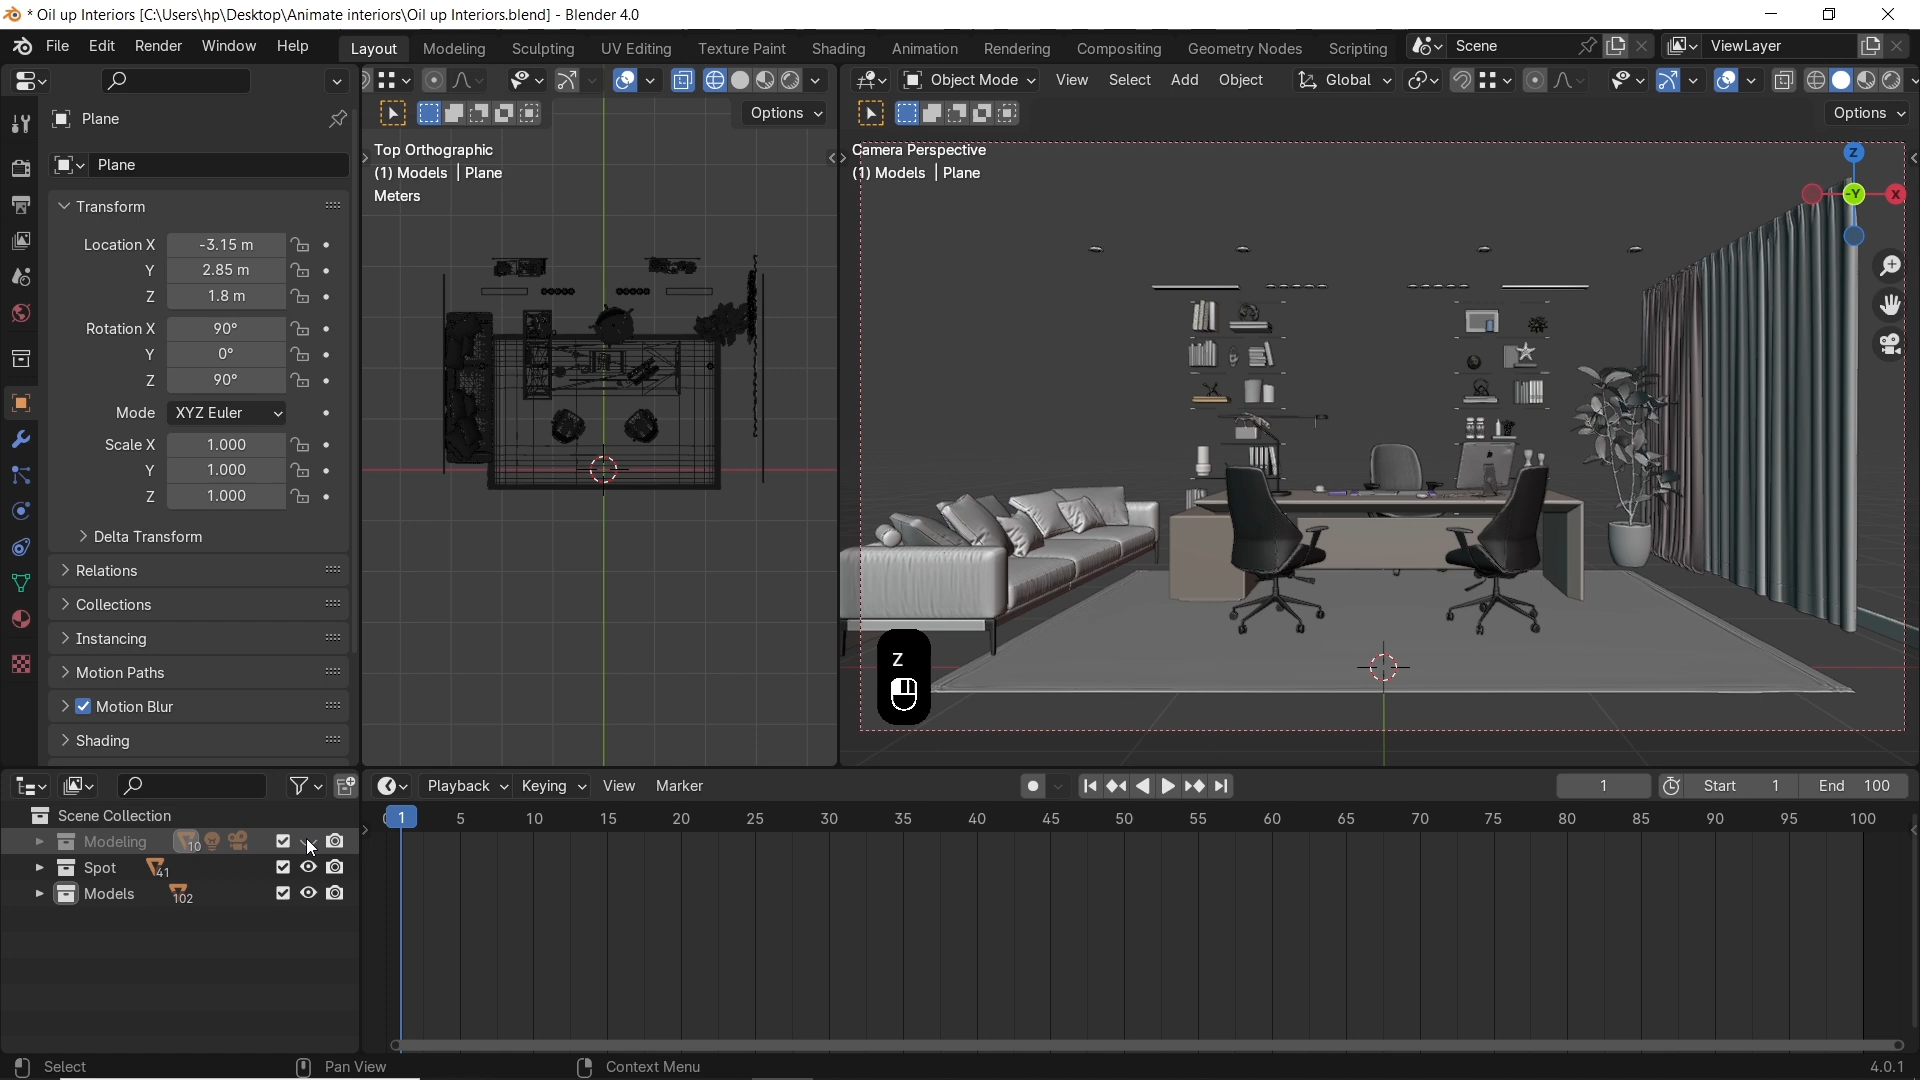 * Oil up Interiors [C:\Users\hp\Desktop\Animate interiors\Oil up Interiors.blend] - Blender 4.0
File Edit Render Window Help Layout Modeling Sculpting UV Editing Texture Paint Shading Animation Rendering Compositing Geometry Nodes Scripting Scene ViewLayer
Object Mode View Select Add Object Global
Plane Options Options
Top Orthographic
(1) Models | Plane
Meters
Camera Perspective
(1) Models | Plane
Z
-Y
X
Plane
Transform
Location X -3.15 m
Y 2.85 m
Z 1.8 m
Rotation X 90°
Y 0°
Z 90°
Mode XYZ Euler
Scale X 1.000
Y 1.000
Z 1.000
Delta Transform
Relations
Collections
Instancing
Motion Paths
Motion Blur
Shading
Z
Playback Keying View Marker 1 Start 1 End 100
Scene Collection
Modeling 10
Spot 41
Models 102
1 5 10 15 20 25 30 35 40 45 50 55 60 65 70 75 80 85 90 95 100
Select Pan View Context Menu 4.0.1